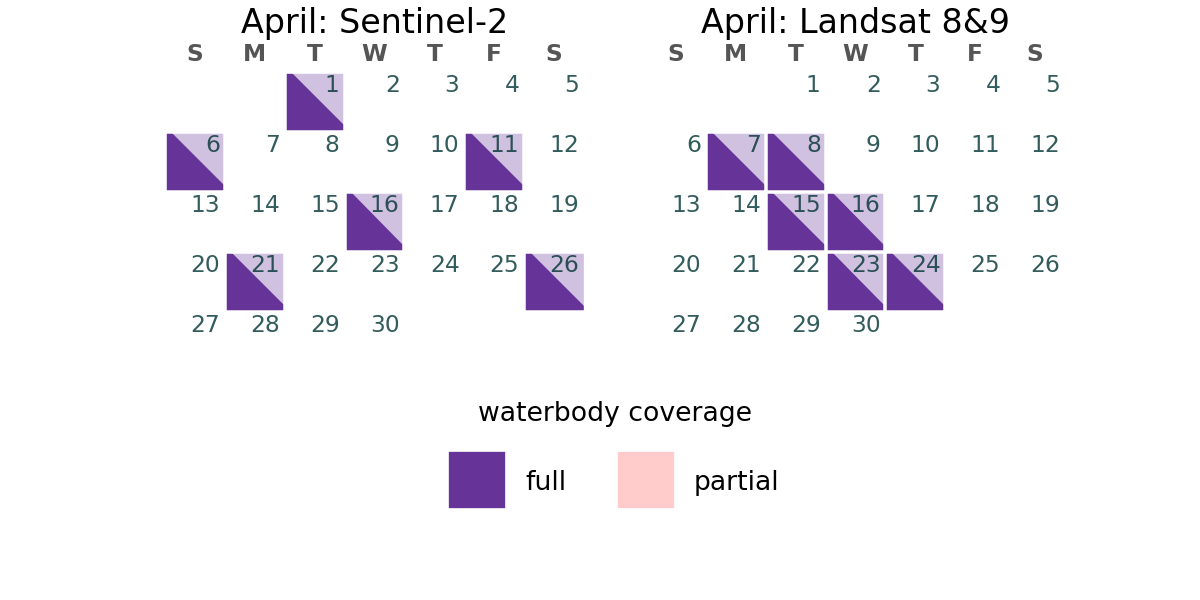 April: Sentinel-2
S M T W T F S
1 2 3 4 5
6 7 8 9 10 11 12
13 14 15 16 17 18 19
20 21 22 23 24 25 26
27 28 29 30
April: Landsat 8&9
S M T W T F S
1 2 3 4 5
6 7 8 9 10 11 12
13 14 15 16 17 18 19
20 21 22 23 24 25 26
27 28 29 30
waterbody coverage
full partial